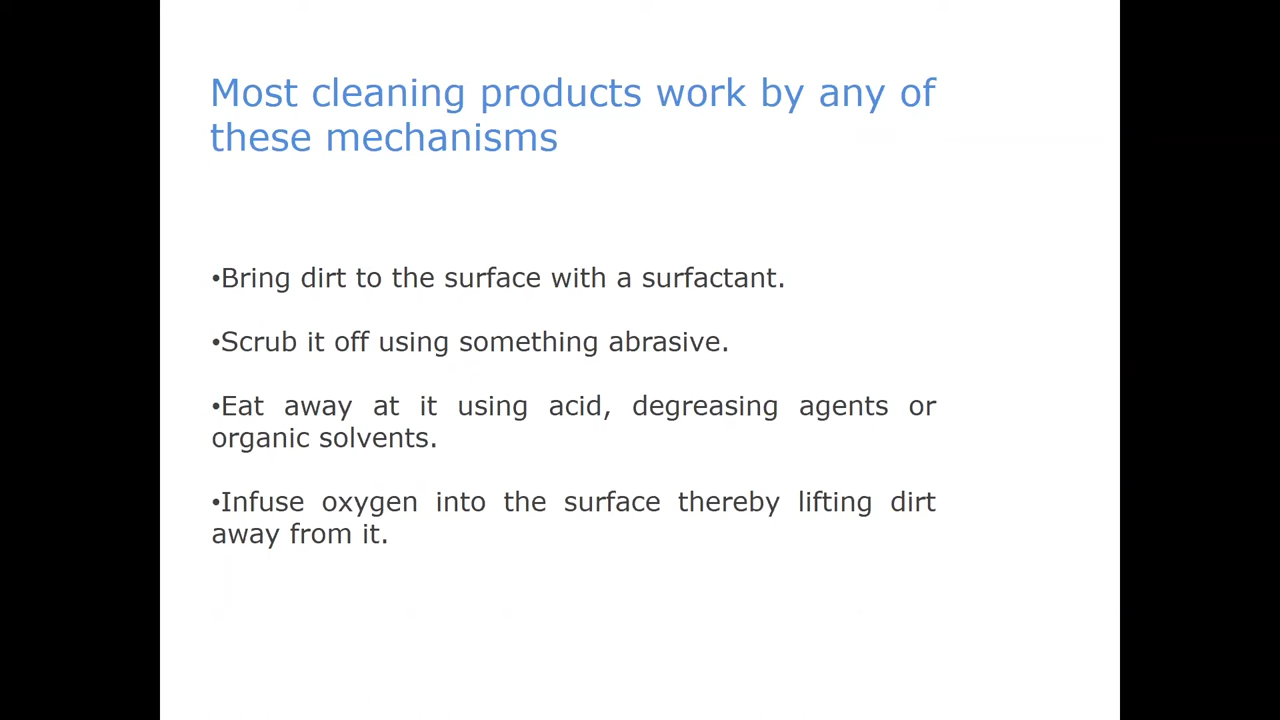 Most cleaning products work by any of
these mechanisms
•Bring dirt to the surface with a surfactant.
•Scrub it off using something abrasive.
•Eat away at it using acid, degreasing agents or
organic solvents.
•Infuse oxygen into the surface thereby lifting dirt
away from it.